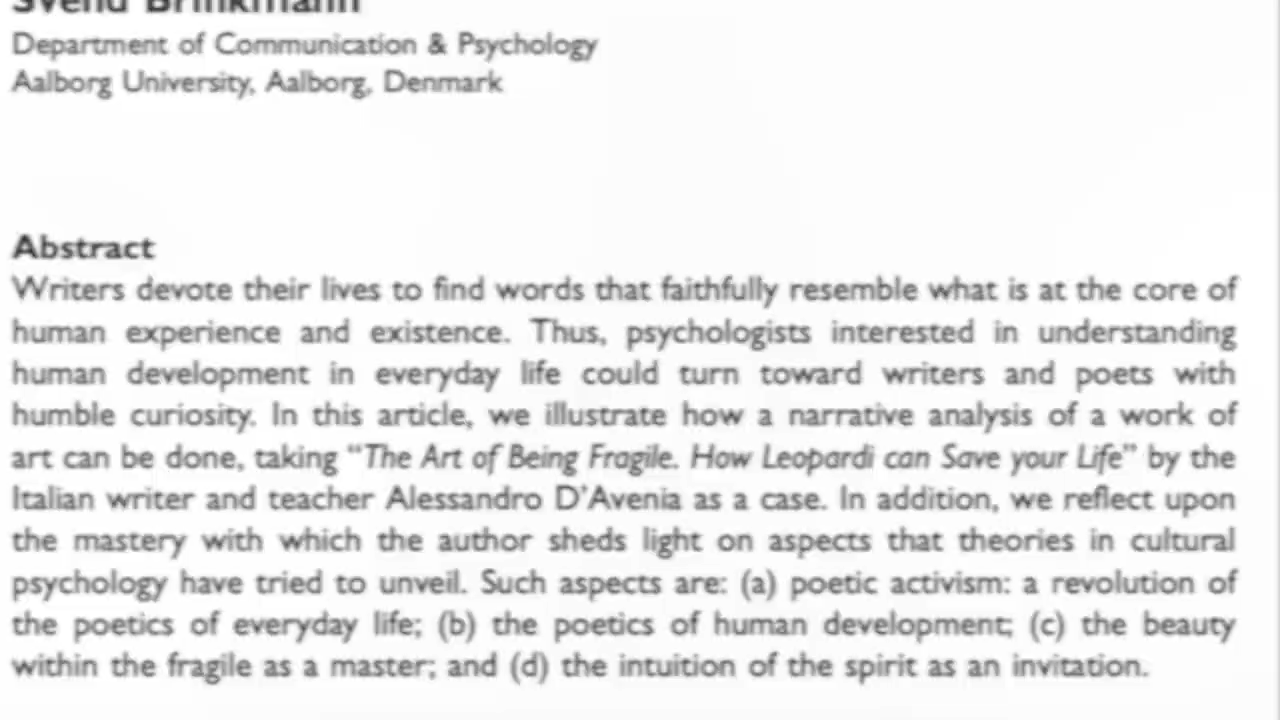 Svend Brinkmann
Department of Communication & Psychology
Aalborg University, Aalborg, Denmark
Abstract
Writers devote their lives to find words that faithfully resemble what is at the core of
human experience and existence. Thus, psychologists interested in understanding
human development in everyday life could turn toward writers and poets with
humble curiosity. In this article, we illustrate how a narrative analysis of a work of
art can be done, taking “The Art of Being Fragile. How Leopardi can Save your Life” by the
Italian writer and teacher Alessandro D’Avenia as a case. In addition, we reflect upon
the mastery with which the author sheds light on aspects that theories in cultural
psychology have tried to unveil. Such aspects are: (a) poetic activism: a revolution of
the poetics of everyday life; (b) the poetics of human development; (c) the beauty
within the fragile as a master; and (d) the intuition of the spirit as an invitation.